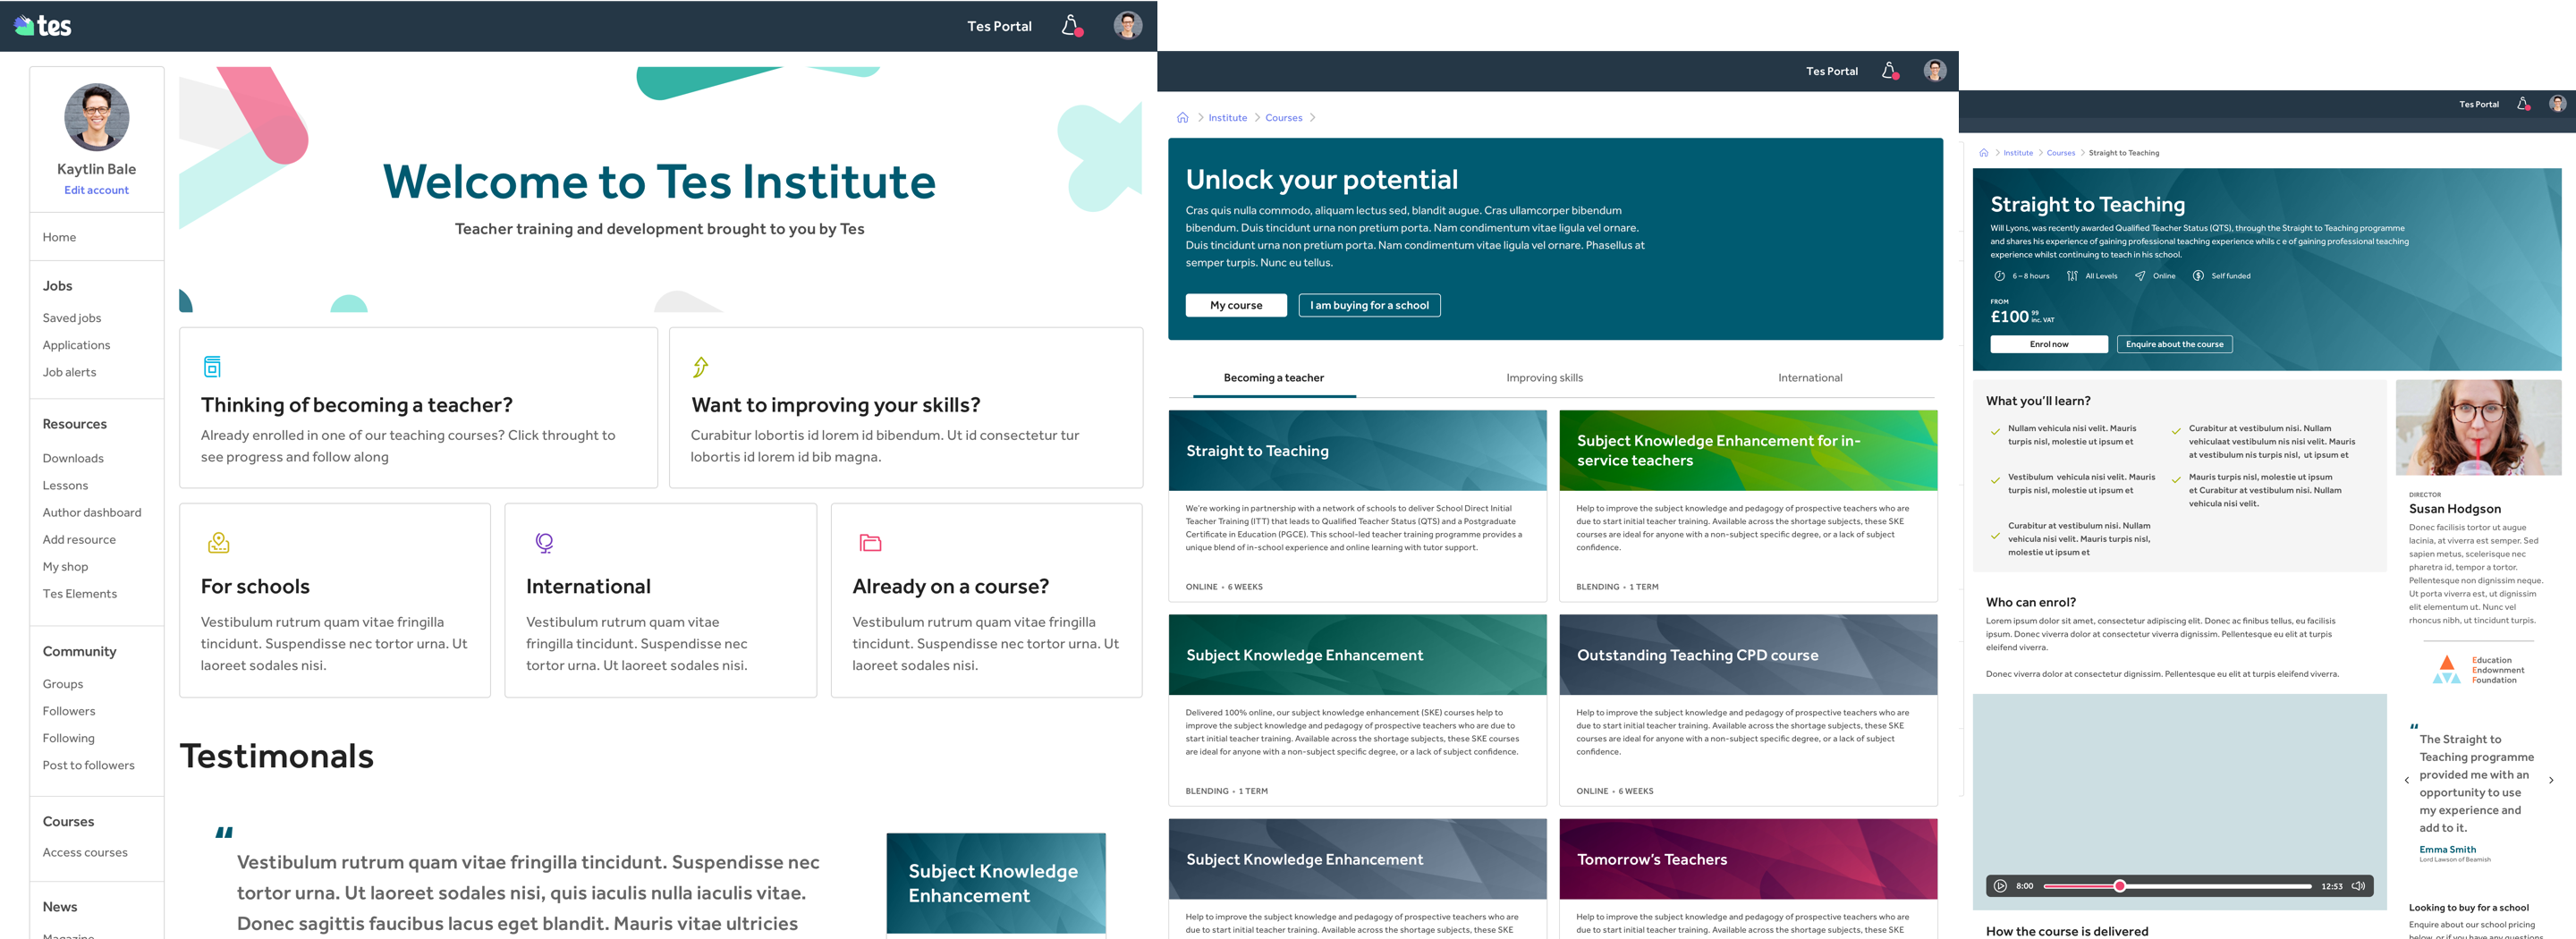 tes
Tes Portal
Kaytlin Bale
Edit account
Home
Jobs
Saved jobs
Applications
Job alerts
Resources
Downloads
Lessons
Author dashboard
Add resource
My shop
Tes Elements
Community
Groups
Followers
Following
Post to followers
Courses
Access courses
News
Magazine
Welcome to Tes Institute
Teacher training and development brought to you by Tes
Thinking of becoming a teacher?
Already enrolled in one of our teaching courses? Click throught to
see progress and follow along
Want to improving your skills?
Curabitur lobortis id lorem id bibendum. Ut id consectetur tur
lobortis id lorem id bib magna.
For schools
Vestibulum rutrum quam vitae fringilla
tincidunt. Suspendisse nec tortor urna. Ut
laoreet sodales nisi.
International
Vestibulum rutrum quam vitae
fringilla tincidunt. Suspendisse nec
tortor urna. Ut laoreet sodales nisi.
Already on a course?
Vestibulum rutrum quam vitae fringilla
tincidunt. Suspendisse nec tortor urna. Ut
laoreet sodales nisi.
Testimonals
“
Vestibulum rutrum quam vitae fringilla tincidunt. Suspendisse nec
tortor urna. Ut laoreet sodales nisi, quis iaculis nulla iaculis vitae.
Donec sagittis faucibus lacus eget blandit. Mauris vitae ultricies
Subject Knowledge
Enhancement
Tes Portal
Institute
Courses
Unlock your potential
Cras quis nulla commodo, aliquam lectus sed, blandit augue. Cras ullamcorper bibendum
bibendum. Duis tincidunt urna non pretium porta. Nam condimentum vitae ligula vel ornare.
Duis tincidunt urna non pretium porta. Nam condimentum vitae ligula vel ornare. Phasellus at
semper turpis. Nunc eu tellus.
My course
I am buying for a school
Becoming a teacher
Improving skills
International
Straight to Teaching
We’re working in partnership with a network of schools to deliver School Direct Initial
Teacher Training (ITT) that leads to Qualified Teacher Status (QTS) and a Postgraduate
Certificate in Education (PGCE). This school-led teacher training programme provides a
unique blend of in-school experience and online learning with tutor support.
ONLINE • 6 WEEKS
Subject Knowledge Enhancement for in-
service teachers
Help to improve the subject knowledge and pedagogy of prospective teachers who are
due to start initial teacher training. Available across the shortage subjects, these SKE
courses are ideal for anyone with a non-subject specific degree, or a lack of subject
confidence.
BLENDING • 1 TERM
Subject Knowledge Enhancement
Delivered 100% online, our subject knowledge enhancement (SKE) courses help to
improve the subject knowledge and pedagogy of prospective teachers who are due to
start initial teacher training. Available across the shortage subjects, these SKE courses
are ideal for anyone with a non-subject specific degree, or a lack of subject confidence.
BLENDING • 1 TERM
Outstanding Teaching CPD course
Help to improve the subject knowledge and pedagogy of prospective teachers who are
due to start initial teacher training. Available across the shortage subjects, these SKE
courses are ideal for anyone with a non-subject specific degree, or a lack of subject
confidence.
ONLINE • 6 WEEKS
Subject Knowledge Enhancement
Help to improve the subject knowledge and pedagogy of prospective teachers who are
due to start initial teacher training. Available across the shortage subjects, these SKE
Tomorrow’s Teachers
Help to improve the subject knowledge and pedagogy of prospective teachers who are
due to start initial teacher training. Available across the shortage subjects, these SKE
Tes Portal
Institute
Courses
Straight to Teaching
Straight to Teaching
Will Lyons, was recently awarded Qualified Teacher Status (QTS), through the Straight to Teaching programme
and shares his experience of gaining professional teaching experience whils c e of gaining professional teaching
experience whilst continuing to teach in his school.
6 – 8 hours
All Levels
Online
Self funded
FROM
£100 99 inc. VAT
Enrol now
Enquire about the course
What you’ll learn?
Nullam vehicula nisi velit. Mauris
turpis nisl, molestie ut ipsum et
Vestibulum vehicula nisi velit. Mauris
turpis nisl, molestie ut ipsum et
Curabitur at vestibulum nisi. Nullam
vehicula nisi velit. Mauris turpis nisl,
molestie ut ipsum et
Curabitur at vestibulum nisi. Nullam
vehiculaat vestibulum nis nisi velit. Mauris
at vestibulum nis turpis nisl, ut ipsum et
Mauris turpis nisl, molestie ut ipsum
et Curabitur at vestibulum nisi. Nullam
vehicula nisi velit.
Who can enrol?
Lorem ipsum dolor sit amet, consectetur adipiscing elit. Donec ac finibus tellus, eu facilisis
ipsum. Donec viverra dolor at consectetur viverra dignissim. Pellentesque eu elit at turpis
eleifend viverra.
Donec viverra dolor at consectetur dignissim. Pellentesque eu elit at turpis eleifend viverra.
8:00
12:53
How the course is delivered
DIRECTOR
Susan Hodgson
Donec facilisis tortor ut augue
lacinia, at viverra est semper. Sed
sapien metus, scelerisque nec
pharetra id, tempor a tortor.
Pellentesque non dignissim neque.
Ut porta viverra est, ut dignissim
elit elementum ut. Nunc vel
rhoncus nibh, ut tincidunt turpis.
Education
Endownment
Foundation
“
The Straight to
Teaching programme
provided me with an
opportunity to use
my experience and
add to it.
Emma Smith
Lord Lawson of Beamish
Looking to buy for a school
Enquire about our school pricing
below, or if you have any questions